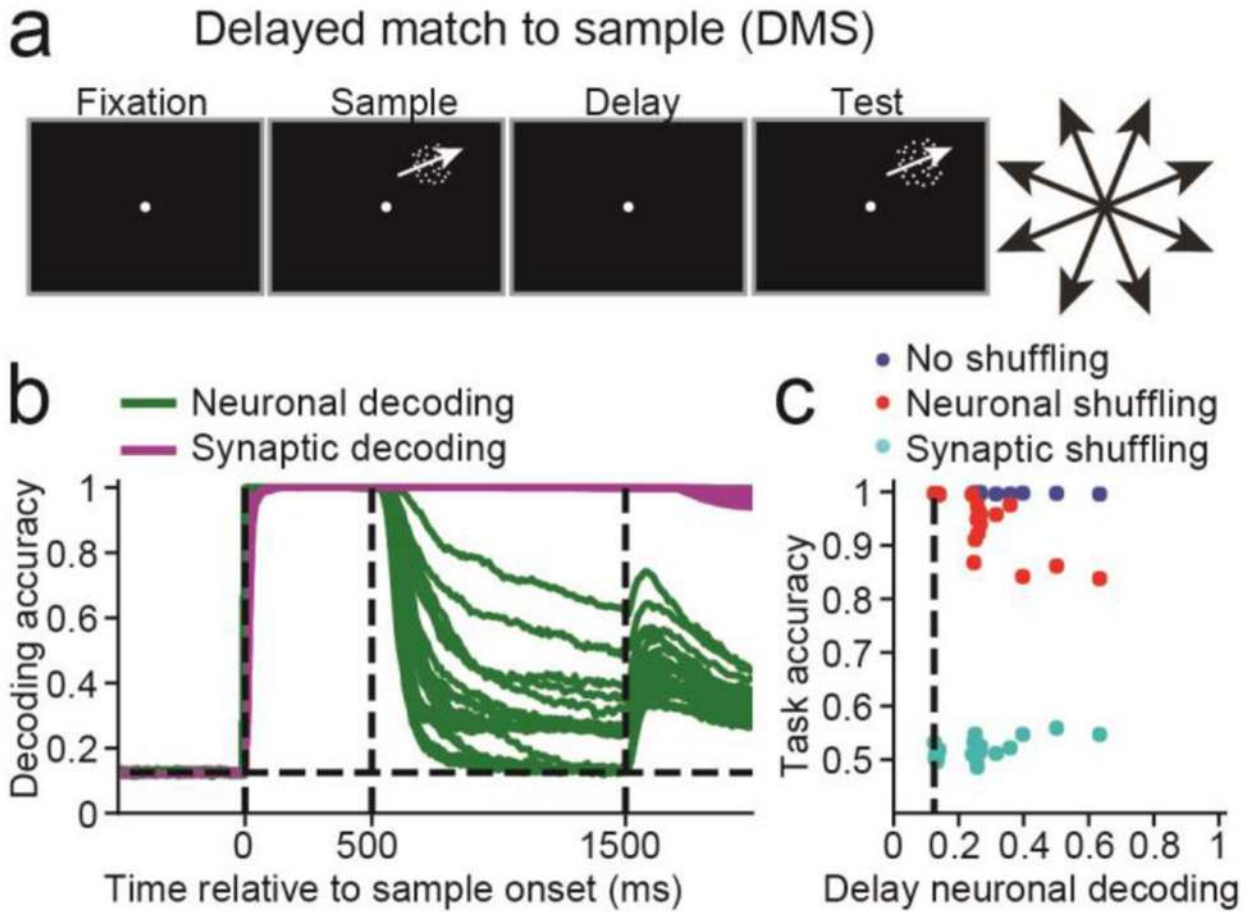 a Delayed match to sample (DMS)
Fixation Sample Delay Test
b
Neuronal decoding
Synaptic decoding
Decoding accuracy
1
0.8
0.6
0.4
0.2
0
0 500 1500
Time relative to sample onset (ms)
c
No shuffling
Neuronal shuffling
Synaptic shuffling
Task accuracy
1
0.9
0.8
0.7
0.6
0.5
0 0.2 0.4 0.6 0.8 1
Delay neuronal decoding